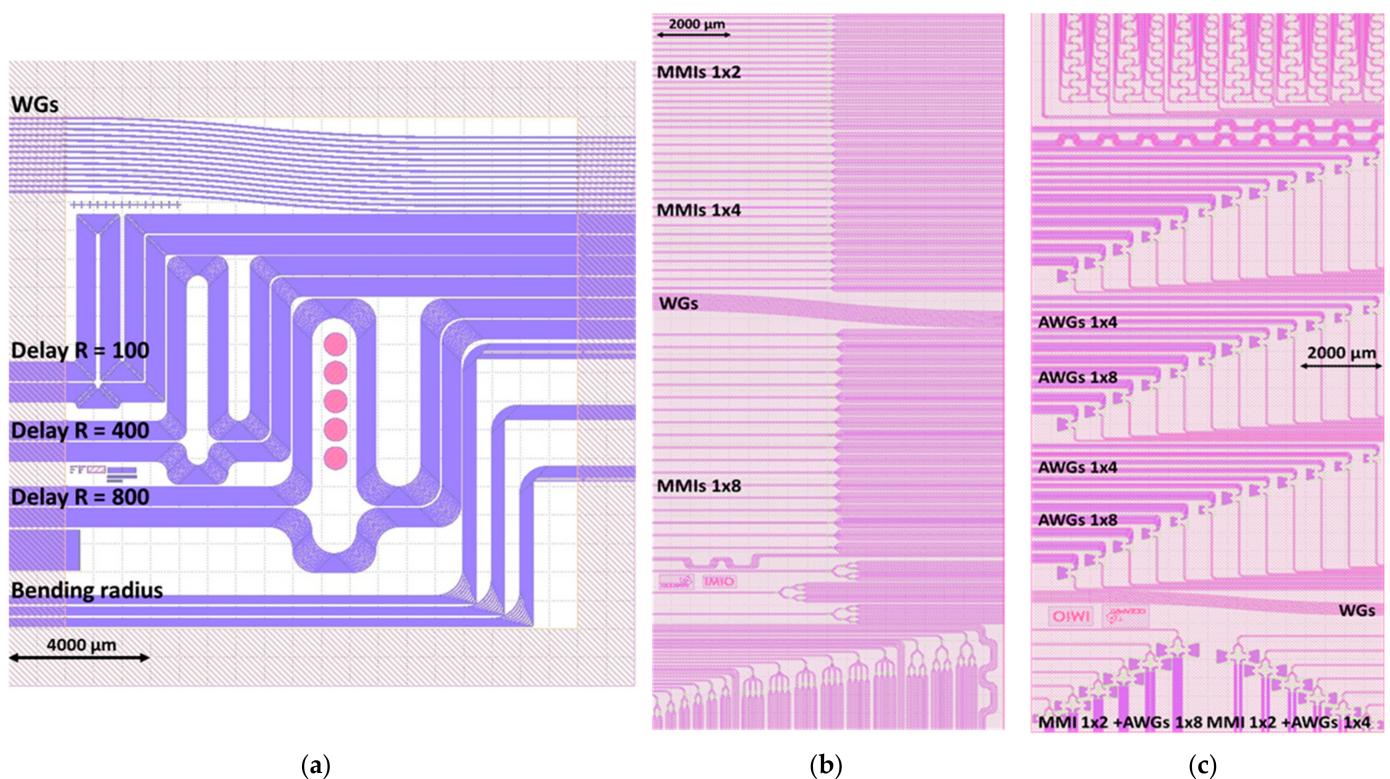 WGs
Delay R = 100
Delay R = 400
Delay R = 800
Bending radius
4000 µm
(a)
2000 µm
MMIs 1x2
MMIs 1x4
WGs
MMIs 1x8
IMIO
(b)
AWGs 1x4
2000 µm
AWGs 1x8
AWGs 1x4
AWGs 1x8
WGs
MMI 1x2 +AWGs 1x8 MMI 1x2 +AWGs 1x4
(c)